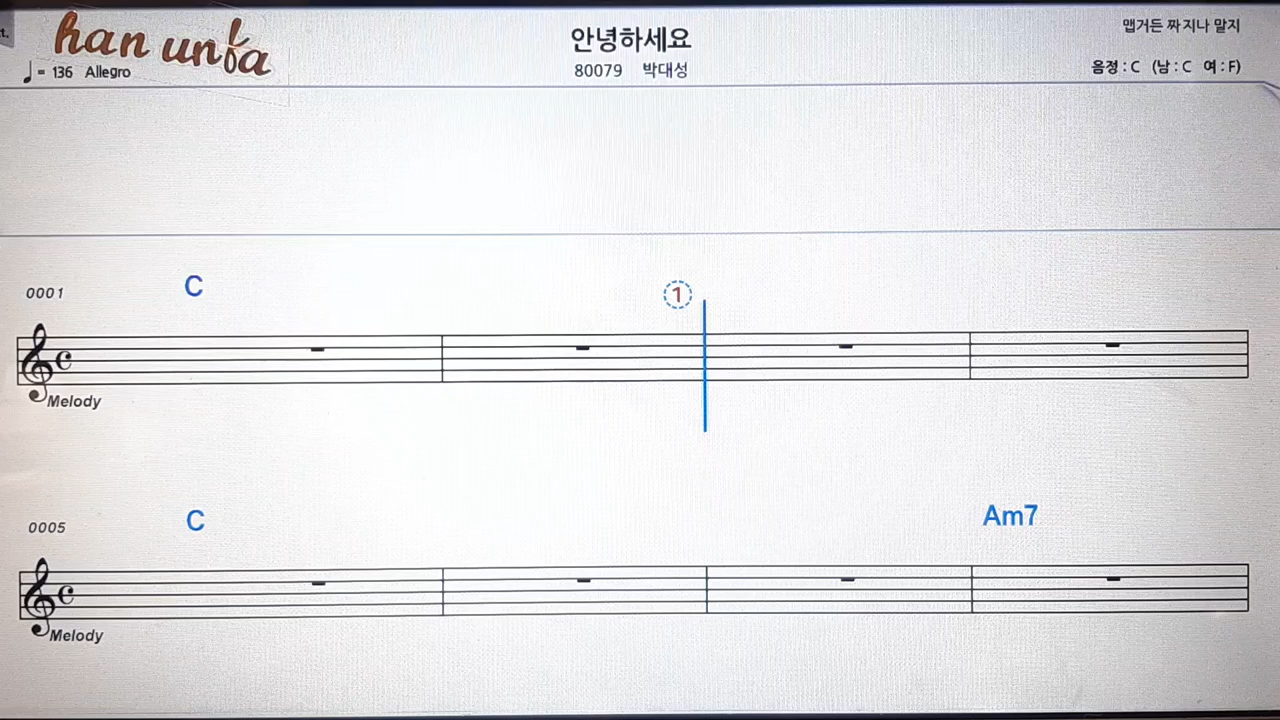 t.
han unfa
안녕하세요
맵거든 짜지나 말지
= 136 Allegro
80079 박대성
음정 : C (남 : C 여 : F)
0001 C 1
Melody
0005 C Am7
Melody